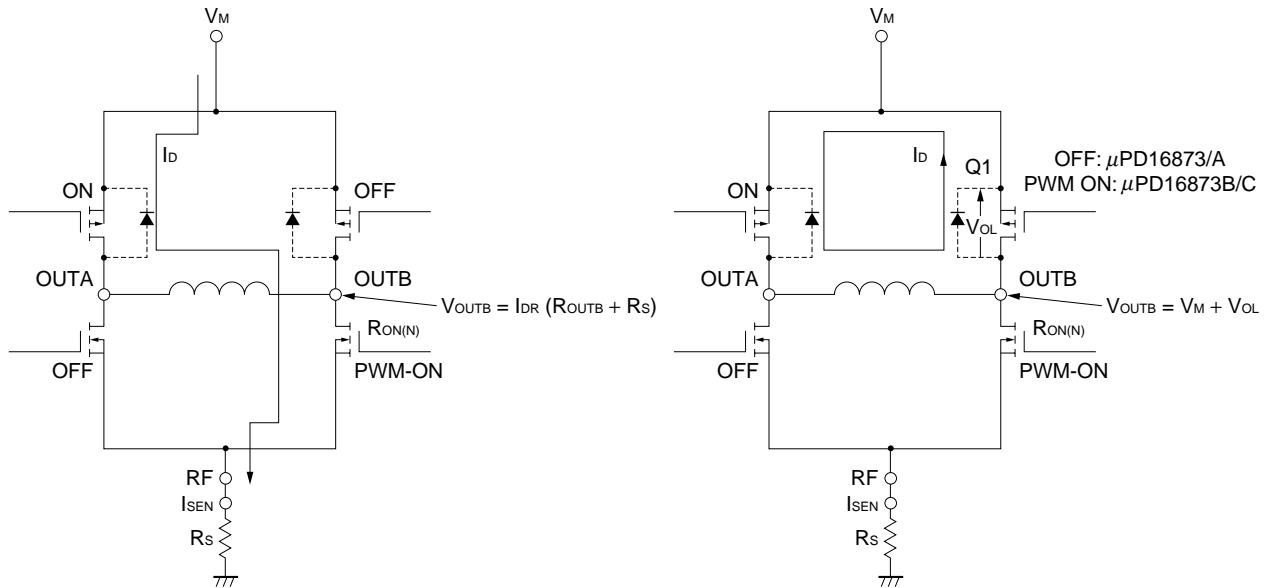 VM
ID
ON
OFF
OUTA
OUTB
VOUTB = IDR (ROUTB + RS)
RON(N)
OFF
PWM-ON
RF
ISEN
RS
VM
ID
Q1
OFF: μPD16873/A
PWM ON: μPD16873B/C
ON
VOL
OUTA
OUTB
VOUTB = VM + VOL
RON(N)
OFF
PWM-ON
RF
ISEN
RS